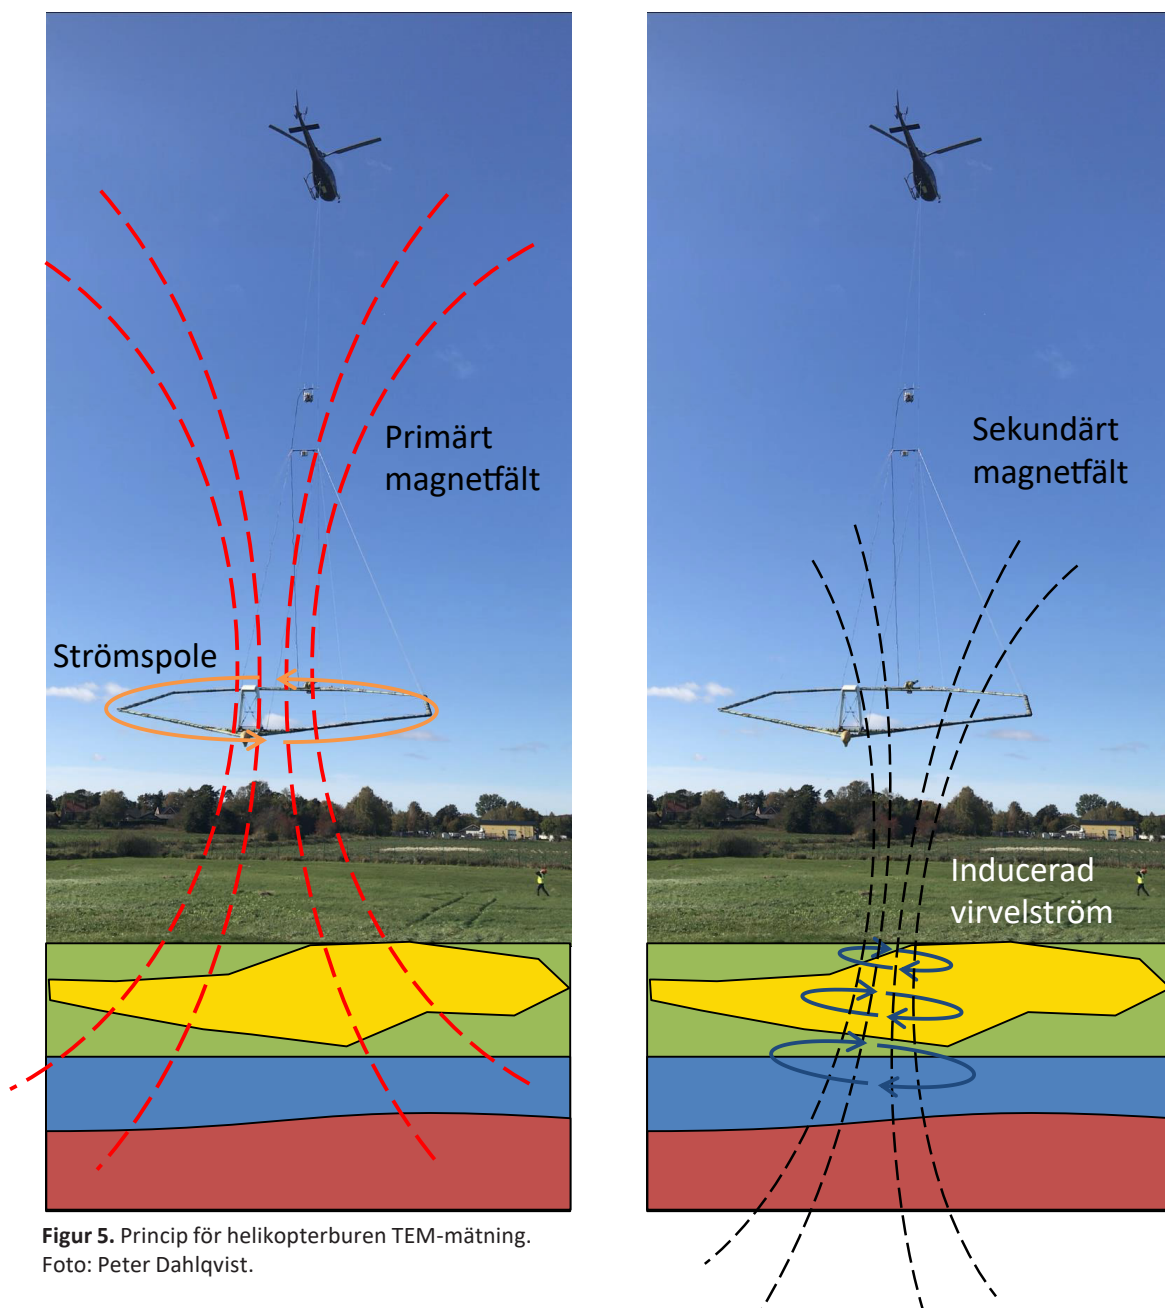 Primärt
magnetfält
Strömspole
Sekundärt
magnetfält
Inducerad
virvelström
Figur 5. Princip för helikopterburen TEM-mätning.
Foto: Peter Dahlqvist.